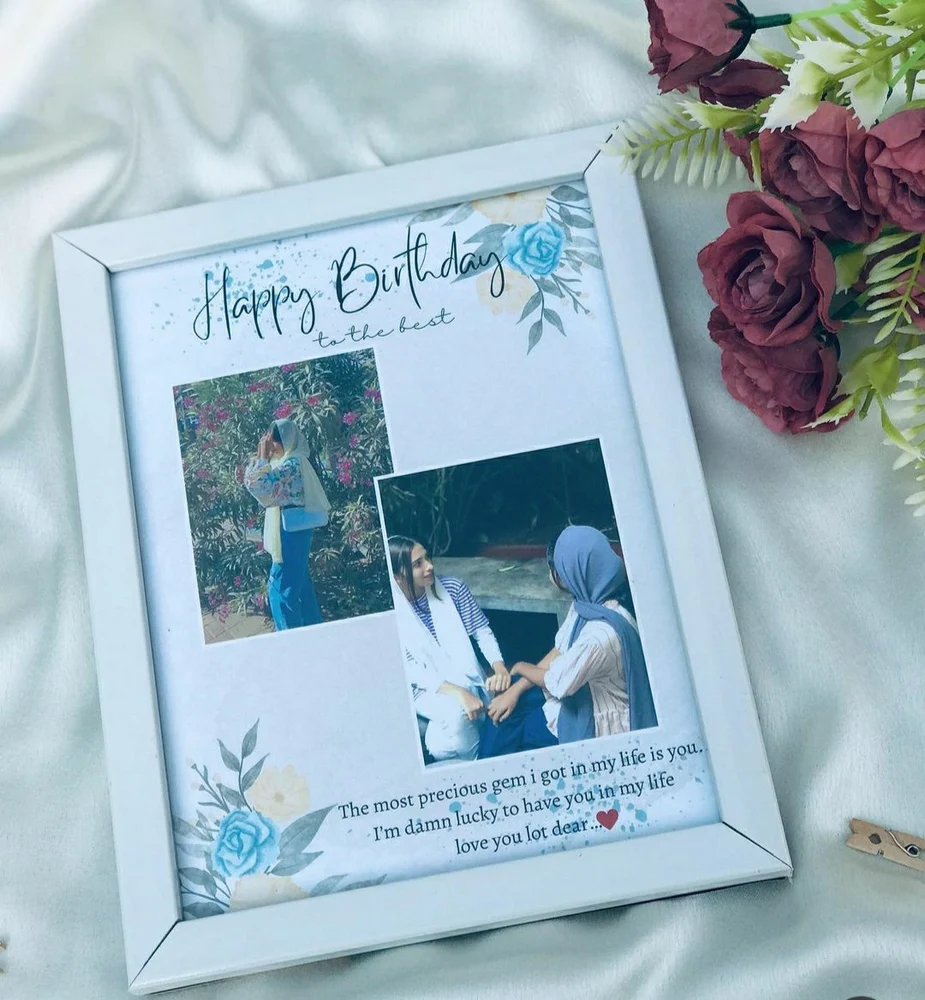 Happy Birthday
to the best
The most precious gem i got in my life is you.
I'm damn lucky to have you in my life
love you lot dear...❤